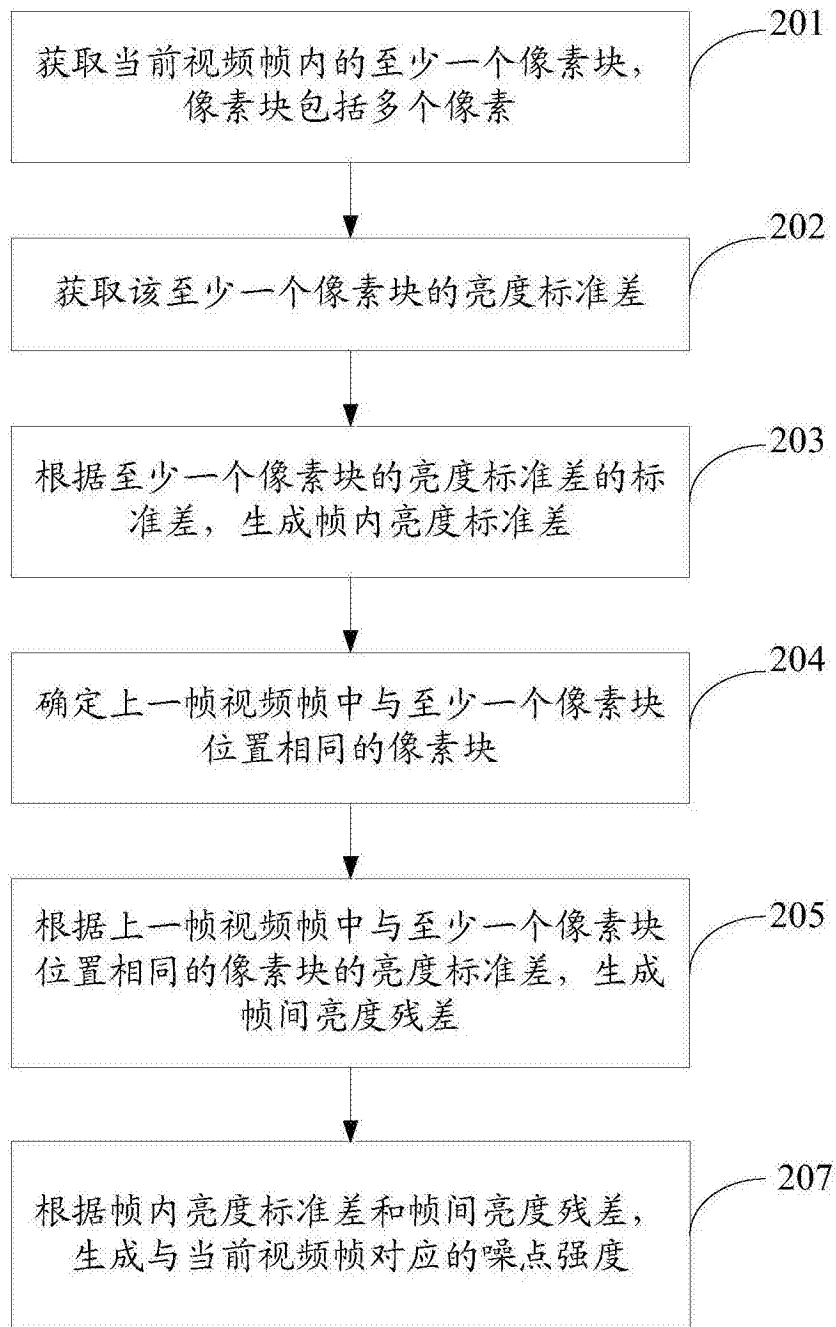 201
获取当前视频帧内的至少一个像素块，
像素块包括多个像素
202
获取该至少一个像素块的亮度标准差
203
根据至少一个像素块的亮度标准差的标
准差，生成帧内亮度标准差
204
确定上一帧视频帧中与至少一个像素块
位置相同的像素块
205
根据上一帧视频帧中与至少一个像素块
位置相同的像素块的亮度标准差，生成
帧间亮度残差
207
根据帧内亮度标准差和帧间亮度残差，
生成与当前视频帧对应的噪点强度